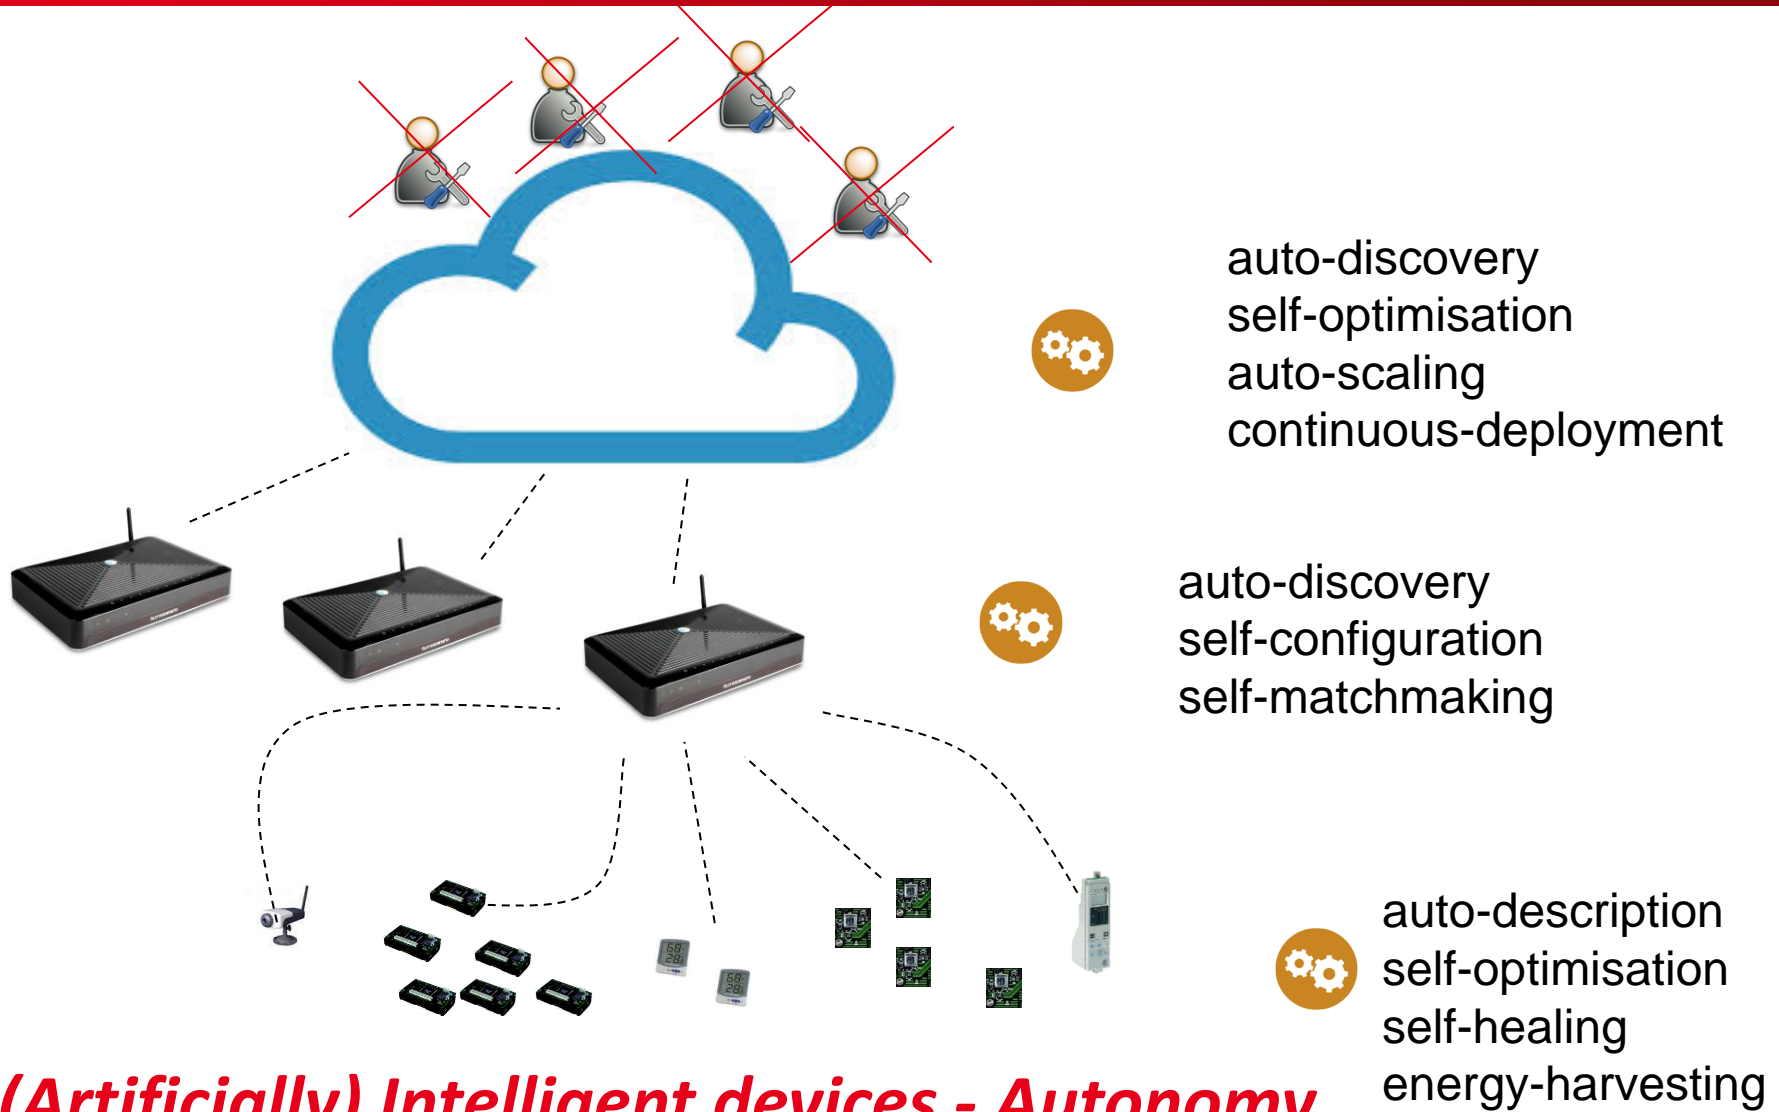 auto-discovery
self-optimisation
auto-scaling
continuous-deployment
auto-discovery
self-configuration
self-matchmaking
auto-description
self-optimisation
self-healing
energy-harvesting
(Artificially) Intelligent devices - Autonomy